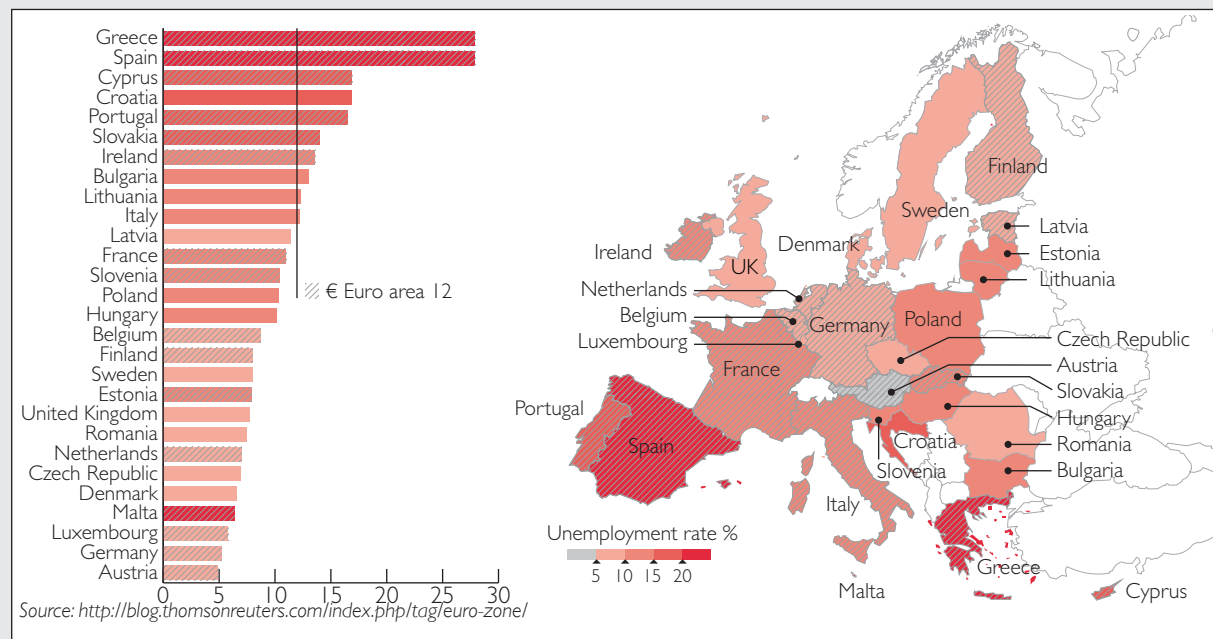 Greece
Spain
Cyprus
Croatia
Portugal
Slovakia
Ireland
Bulgaria
Lithuania
Italy
Latvia
France
Slovenia
Poland
Hungary
Belgium
Finland
Sweden
Estonia
United Kingdom
Romania
Netherlands
Czech Republic
Denmark
Malta
Luxembourg
Germany
Austria
0 5 10 15 20 25 30
€ Euro area 12
Source: http://blog.thomsonreuters.com/index.php/tag/euro-zone/
Finland
Sweden
Latvia
Estonia
Lithuania
Ireland
Denmark
UK
Netherlands
Belgium
Luxembourg
Germany
Poland
Czech Republic
Austria
Slovakia
Hungary
Romania
Bulgaria
France
Portugal
Spain
Croatia
Slovenia
Italy
Greece
Malta
Cyprus
Unemployment rate %
5 10 15 20